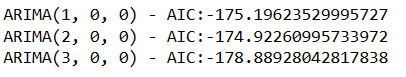 ARIMA(1, 0, 0) - AIC:-175.19623529995727
ARIMA(2, 0, 0) - AIC:-174.92260995733972
ARIMA(3, 0, 0) - AIC:-178.88928042817838